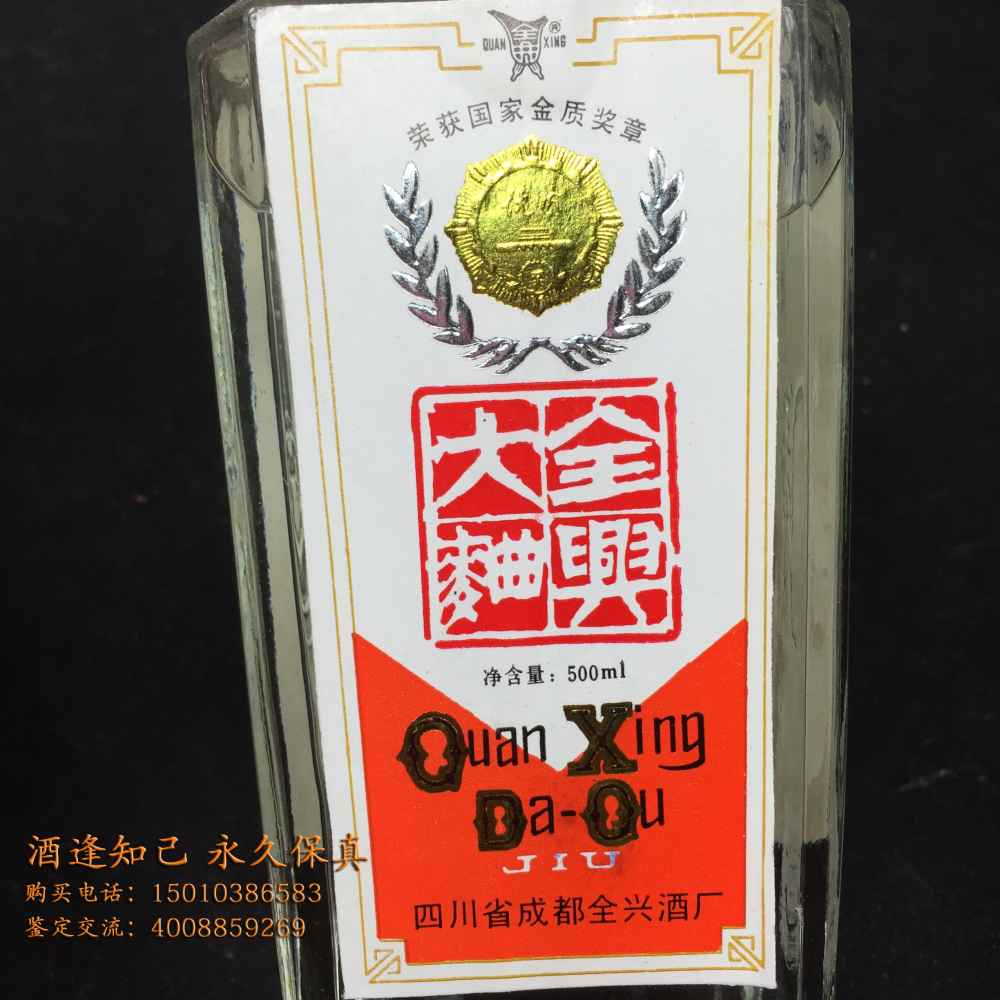 QUAN XING ®
荣获国家金质奖章
全興
大麯
净含量：500ml
Quan Xing
Da-Qu
JIU
四川省成都全兴酒厂
酒逢知己 永久保真
购买电话：15010386583
鉴定交流：4008859269